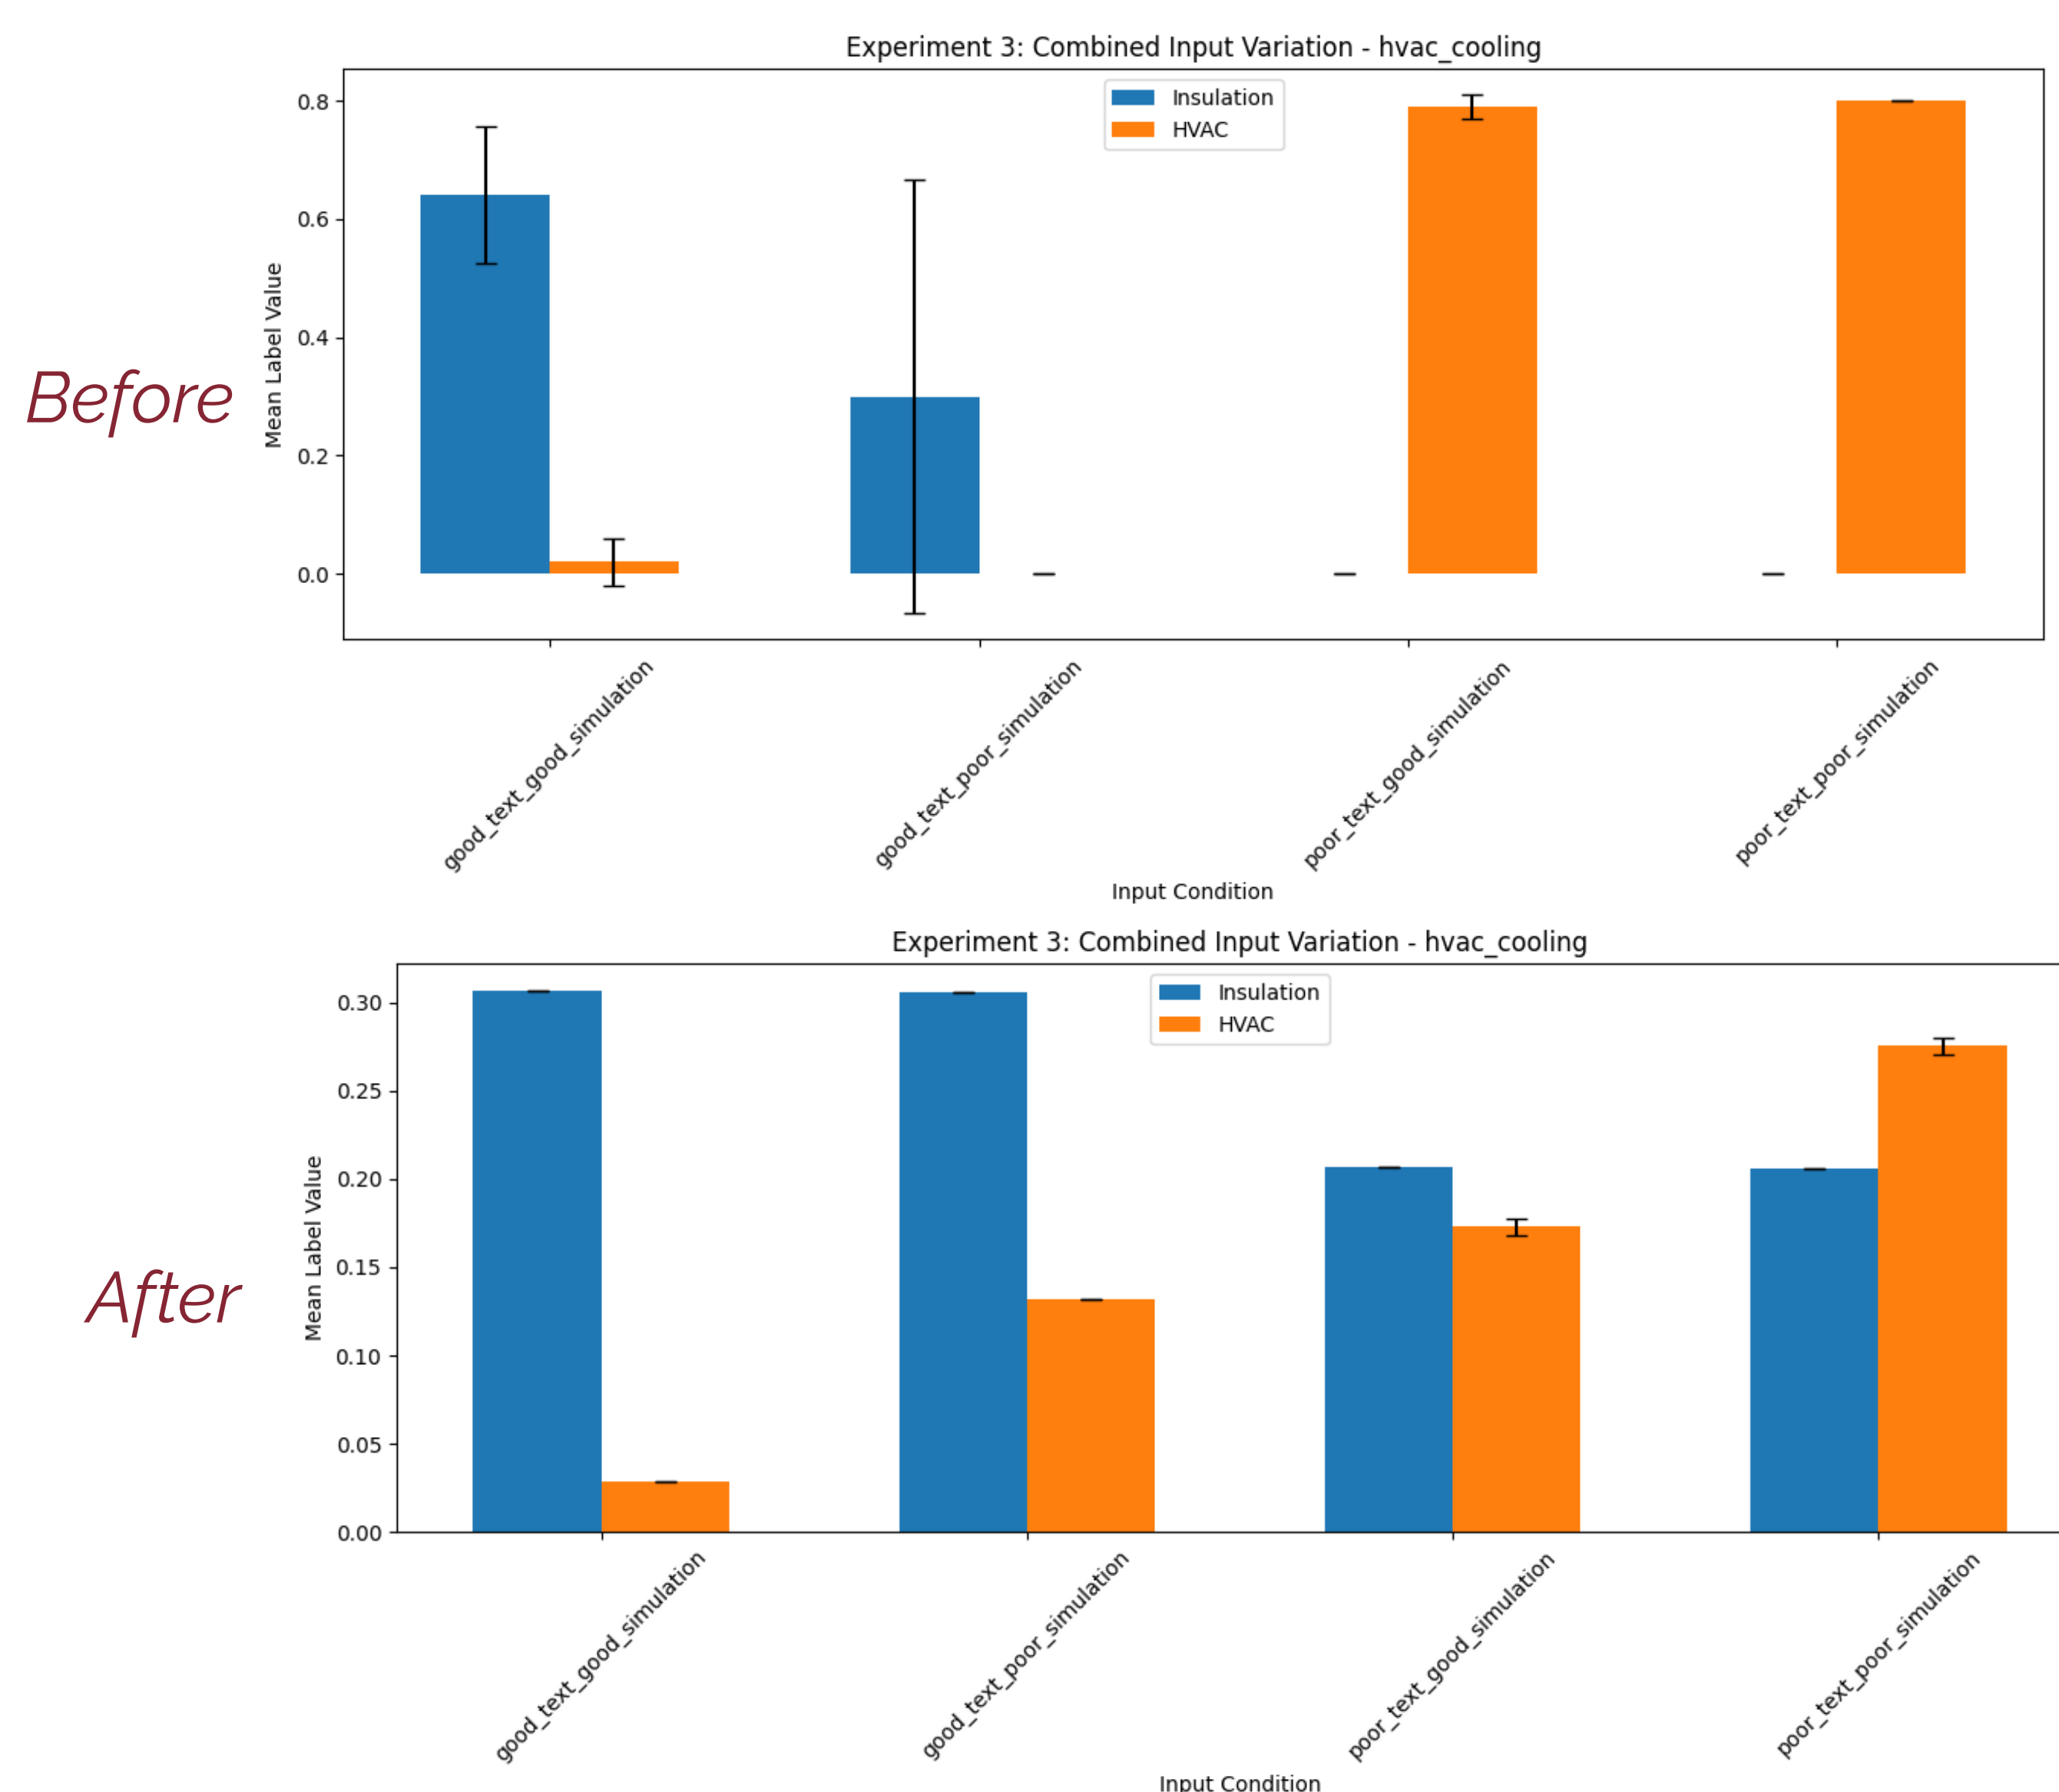 Experiment 3: Combined Input Variation - hvac_cooling
Insulation
HVAC
0.8
0.6
0.4
0.2
0.0
Mean Label Value
Before
good_text_good_simulation
good_text_poor_simulation
poor_text_good_simulation
poor_text_poor_simulation
Input Condition
Experiment 3: Combined Input Variation - hvac_cooling
Insulation
HVAC
0.30
0.25
0.20
0.15
0.10
0.05
0.00
Mean Label Value
After
good_text_good_simulation
good_text_poor_simulation
poor_text_good_simulation
poor_text_poor_simulation
Input Condition